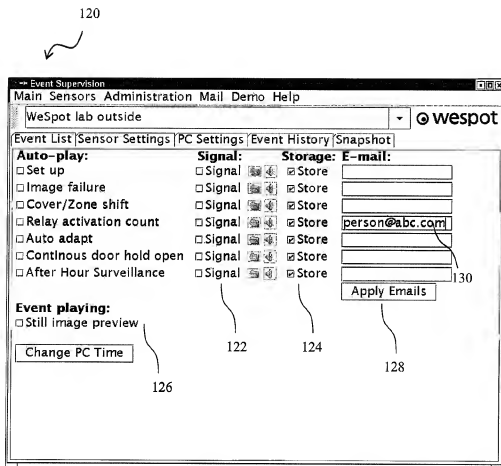 120
Event Supervision
Main Sensors Administration Mail Demo Help
WeSpot lab outside wespot
Event List Sensor Settings PC Settings Event History Snapshot
Auto-play: Signal: Storage: E-mail:
Set up Signal Store
Image failure Signal Store
Cover/Zone shift Signal Store
Relay activation count Signal Store person@abc.com
Auto adapt Signal Store
Continous door hold open Signal Store
After Hour Surveillance Signal Store
130
Apply Emails
Event playing:
Still image preview
Change PC Time
122
124
126
128